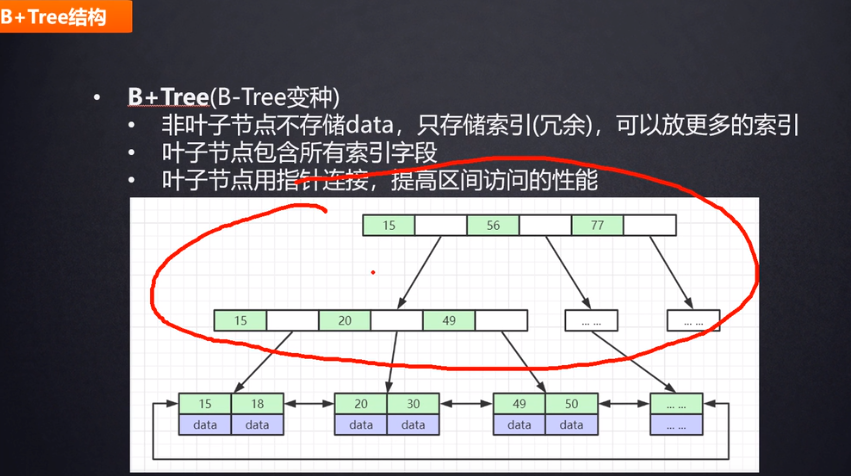 B+Tree结构
• B+Tree(B-Tree变种)
• 非叶子节点不存储data，只存储索引(冗余)，可以放更多的索引
• 叶子节点包含所有索引字段
• 叶子节点用指针连接，提高区间访问的性能
15 56 77
15 20 49 ... ... ... ...
15 18 20 30 49 50 ... ...
data data data data data data ... ...